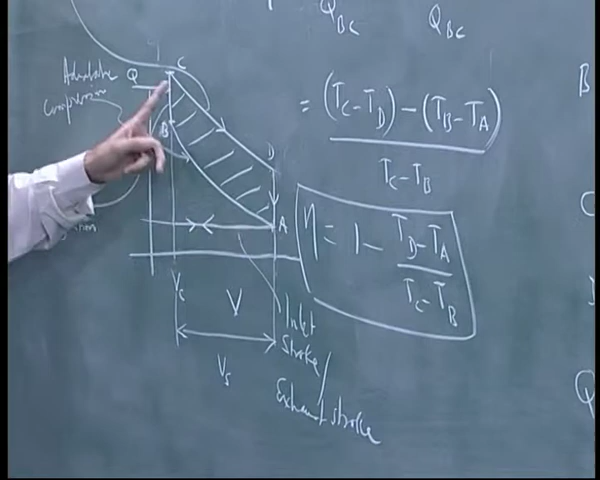 Q_BC Q_BC
Adiabatic
Compression
Q
C
B
D
A
= (T_C - T_D) - (T_B - T_A)
T_C - T_B
η = 1 - T_D - T_A
T_C - T_B
V_c
V
V_s
Inlet
Stroke/
Exhaust stroke
B
Q